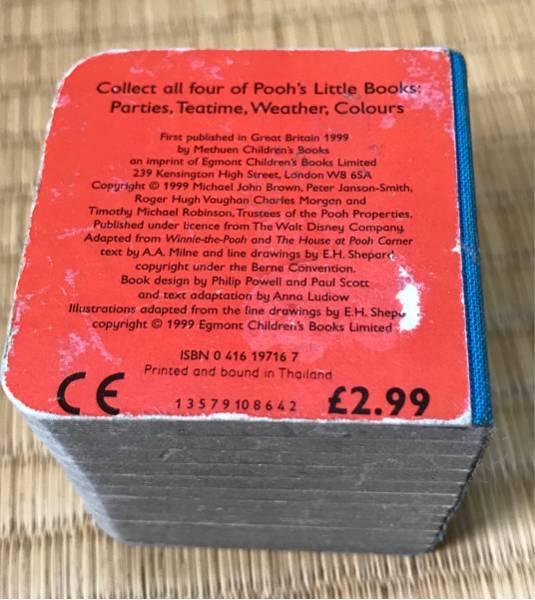 Collect all four of Pooh's Little Books:
Parties, Teatime, Weather, Colours
First published in Great Britain 1999
by Methuen Children's Books
an imprint of Egmont Children's Books Limited
239 Kensington High Street, London W8 6SA
Copyright © 1999 Michael John Brown, Peter Janson-Smith,
Roger Hugh Vaughan Charles Morgan and
Timothy Michael Robinson, Trustees of the Pooh Properties.
Published under licence from The Walt Disney Company.
Adapted from Winnie-the-Pooh and The House at Pooh Corner
text by A.A. Milne and line drawings by E.H. Shepard
copyright under the Berne Convention.
Book design by Philip Powell and Paul Scott
and text adaptation by Anna Ludlow
Illustrations adapted from the line drawings by E.H. Shepa
copyright © 1999 Egmont Children's Books Limited
ISBN 0 416 19716 7
Printed and bound in Thailand
CE 1 3 5 7 9 10 8 6 4 2 £2.99